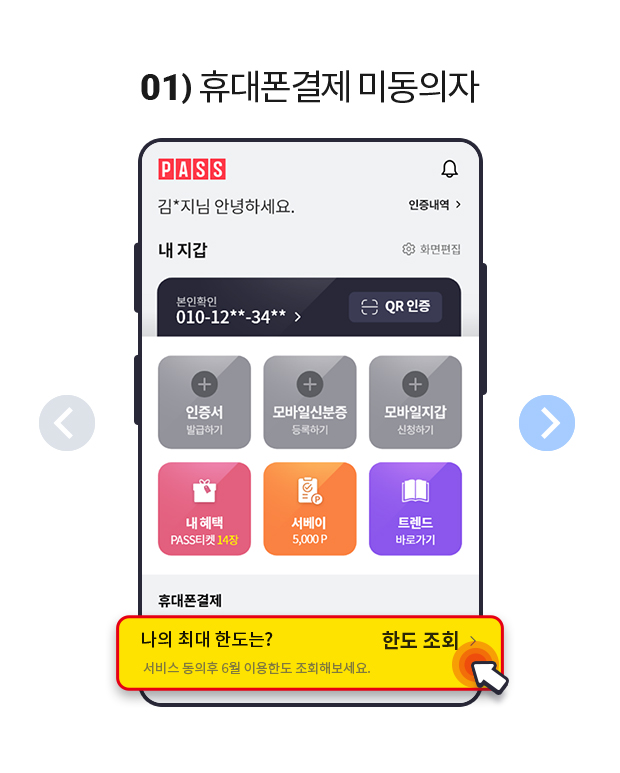 01) 휴대폰결제 미동의자
PASS
김*지님 안녕하세요.
인증내역 >
내 지갑
화면편집
본인확인
010-12**-34** >
QR 인증
인증서
발급하기
모바일신분증
등록하기
모바일지갑
신청하기
내 혜택
PASS티켓 14장
서베이
5,000 P
트렌드
바로가기
휴대폰결제
나의 최대 한도는?
한도 조회 >
서비스 동의후 6월 이용한도 조회해보세요.